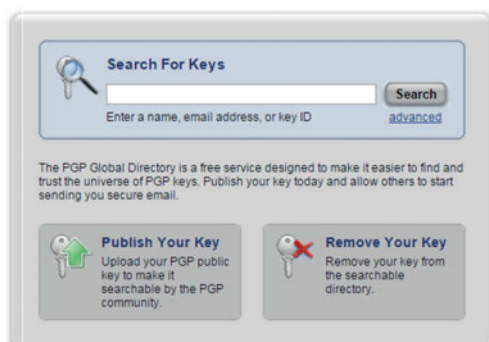 Search For Keys
Search
Enter a name, email address, or key ID
advanced
The PGP Global Directory is a free service designed to make it easier to find and
trust the universe of PGP keys. Publish your key today and allow others to start
sending you secure email.
Publish Your Key
Upload your PGP public
key to make it
searchable by the PGP
community.
Remove Your Key
Remove your key from
the searchable
directory.